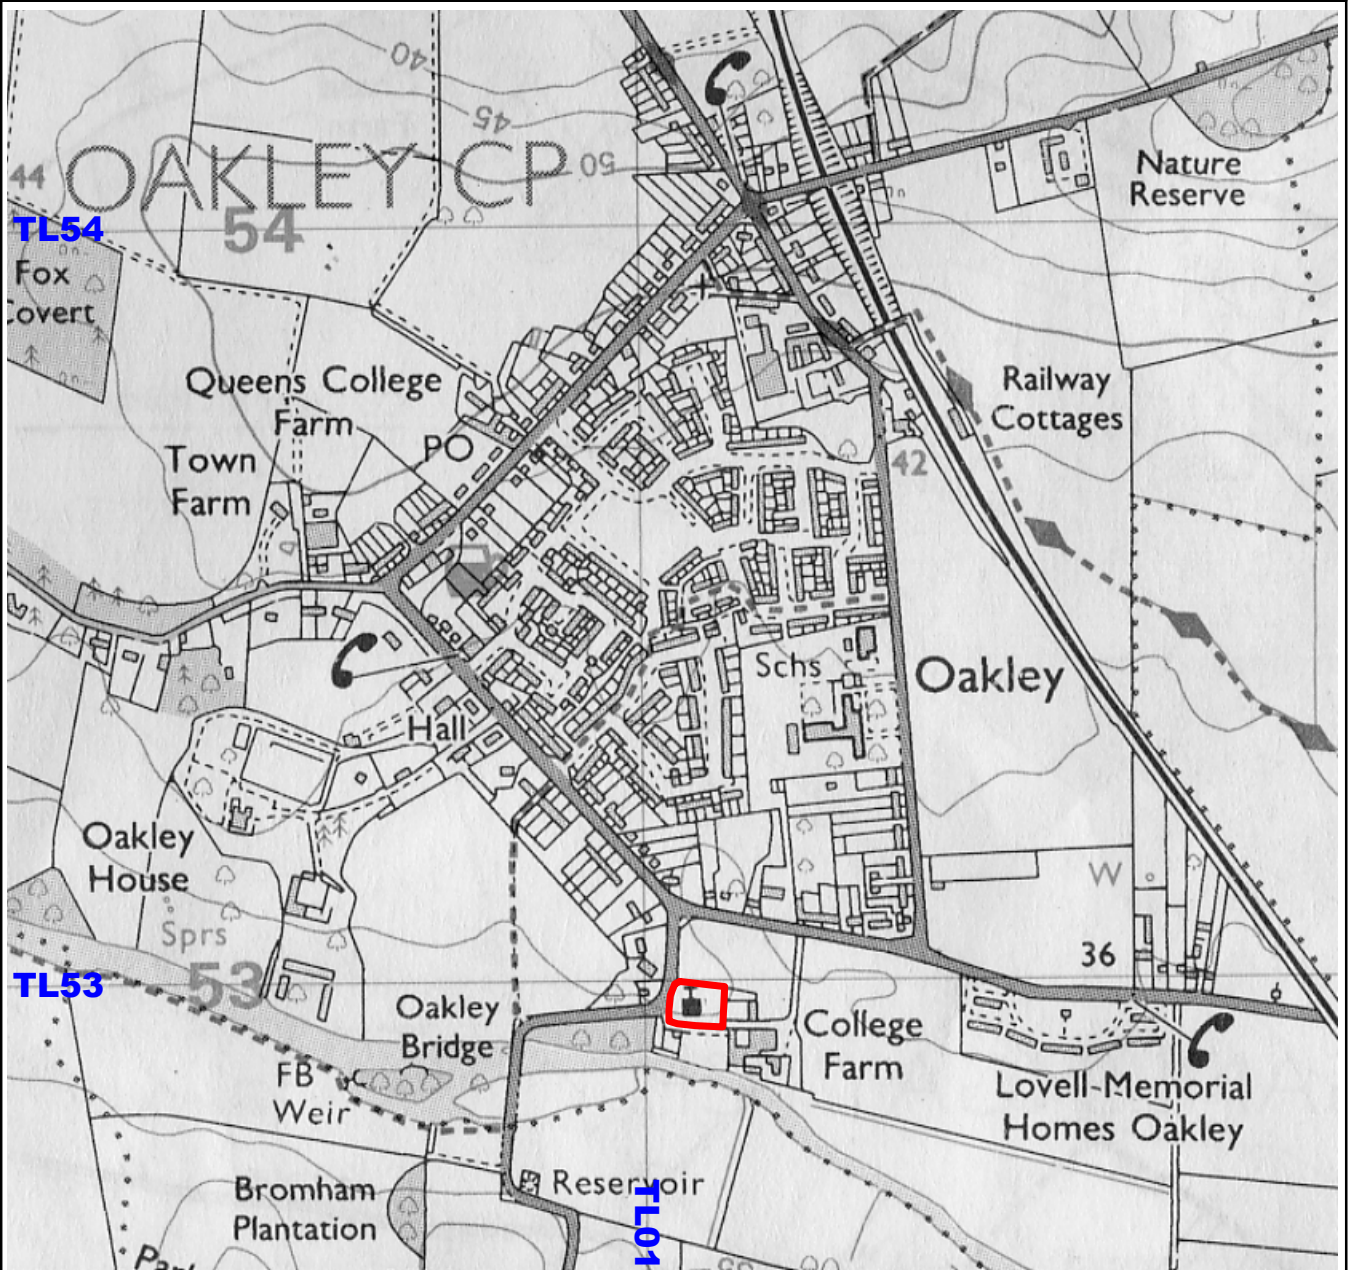 40
45
50
OAKLEY CP
44
TL54
54
Nature
Reserve
Fox
Covert
Queens College
Farm
PO
Railway
Cottages
Town
Farm
42
Schs
Oakley
Hall
Oakley
House
Sprs
W
36
TL53
53
Oakley
Bridge
College
Farm
FB
Weir
Lovell Memorial
Homes Oakley
Reservoir
Bromham
Plantation
TL01
35